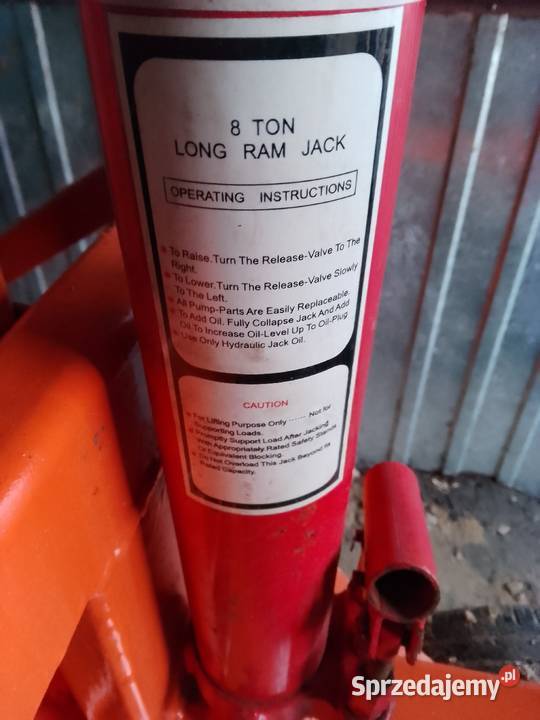 8 TON
LONG RAM JACK
OPERATING INSTRUCTIONS
To Raise.Turn The Release-Valve To The
Right.
To Lower.Turn The Release-Valve Slowly
To The Left.
All Pump-Parts Are Easily Replaceable.
To Add Oil. Fully Collapse Jack And Add
Oil To Increase Oil-Level Up To Oil-Plug
Use Only Hydraulic Jack Oil.
CAUTION
For Lifting Purpose Only ...... Not for
Supporting Loads.
Promptly Support Load After Jacking
With Appropriately Rated Safety Stands
Or Equivalent Blocking.
Do Not Overload This Jack Beyond Its
Rated Capacity.
Sprzedajemy.pl